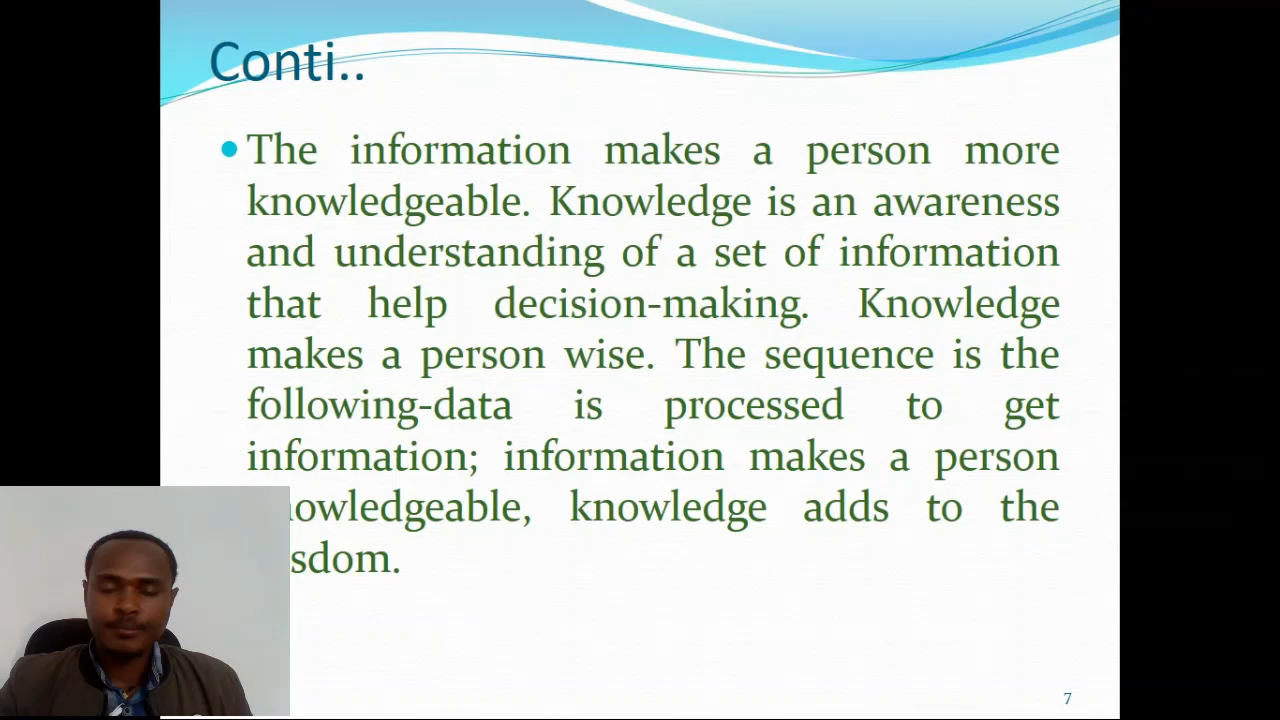 Conti..
The information makes a person more
knowledgeable. Knowledge is an awareness
and understanding of a set of information
that help decision-making. Knowledge
makes a person wise. The sequence is the
following-data is processed to get
information; information makes a person
knowledgeable, knowledge adds to the
wisdom.
7